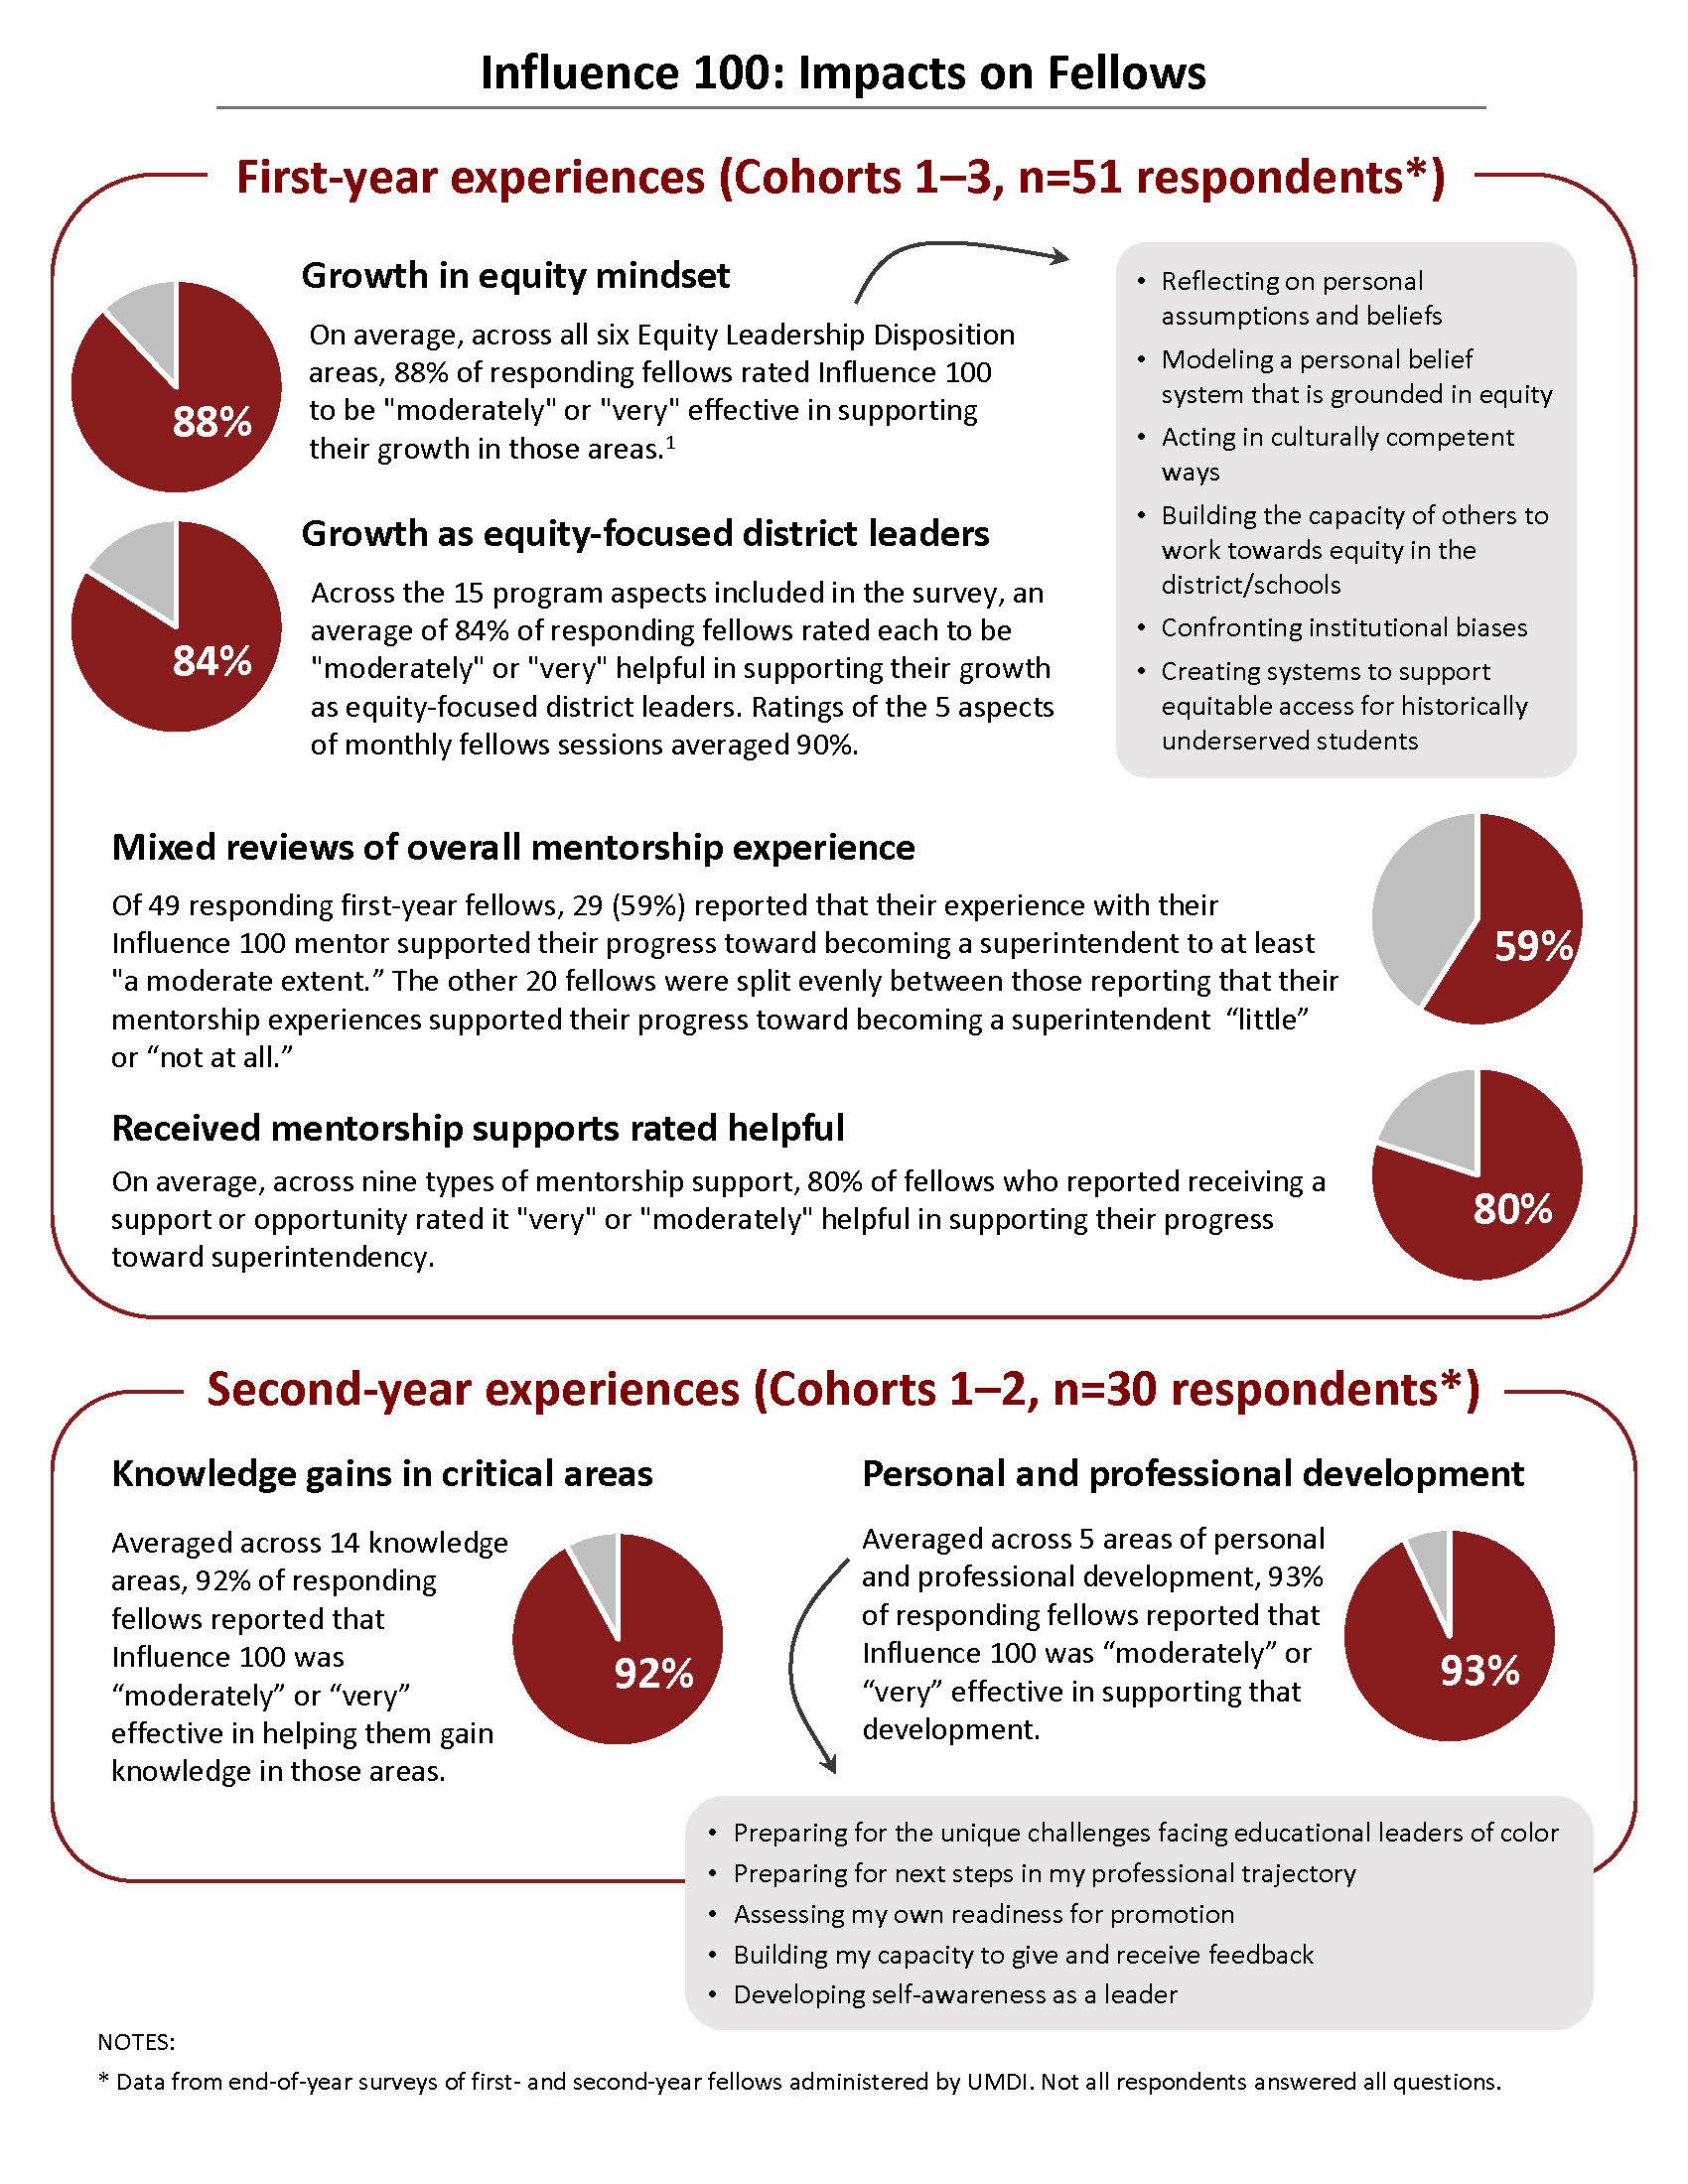 Influence 100: Impacts on Fellows
First-year experiences (Cohorts 1–3, n=51 respondents*)
88%
Growth in equity mindset
On average, across all six Equity Leadership Disposition
areas, 88% of responding fellows rated Influence 100
to be "moderately" or "very" effective in supporting
their growth in those areas.¹
• Reflecting on personal
assumptions and beliefs
• Modeling a personal belief
system that is grounded in equity
• Acting in culturally competent
ways
• Building the capacity of others to
work towards equity in the
district/schools
• Confronting institutional biases
• Creating systems to support
equitable access for historically
underserved students
84%
Growth as equity-focused district leaders
Across the 15 program aspects included in the survey, an
average of 84% of responding fellows rated each to be
"moderately" or "very" helpful in supporting their growth
as equity-focused district leaders. Ratings of the 5 aspects
of monthly fellows sessions averaged 90%.
Mixed reviews of overall mentorship experience
Of 49 responding first-year fellows, 29 (59%) reported that their experience with their
Influence 100 mentor supported their progress toward becoming a superintendent to at least
"a moderate extent.” The other 20 fellows were split evenly between those reporting that their
mentorship experiences supported their progress toward becoming a superintendent “little”
or “not at all.”
59%
Received mentorship supports rated helpful
On average, across nine types of mentorship support, 80% of fellows who reported receiving a
support or opportunity rated it "very" or "moderately" helpful in supporting their progress
toward superintendency.
80%
Second-year experiences (Cohorts 1–2, n=30 respondents*)
Knowledge gains in critical areas
Averaged across 14 knowledge
areas, 92% of responding
fellows reported that
Influence 100 was
“moderately” or “very”
effective in helping them gain
knowledge in those areas.
92%
Personal and professional development
Averaged across 5 areas of personal
and professional development, 93%
of responding fellows reported that
Influence 100 was “moderately” or
“very” effective in supporting that
development.
93%
• Preparing for the unique challenges facing educational leaders of color
• Preparing for next steps in my professional trajectory
• Assessing my own readiness for promotion
• Building my capacity to give and receive feedback
• Developing self-awareness as a leader
NOTES:
* Data from end-of-year surveys of first- and second-year fellows administered by UMDI. Not all respondents answered all questions.